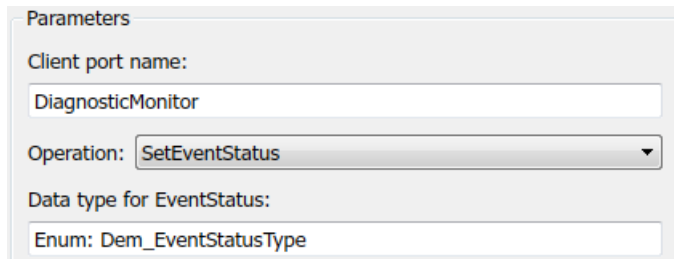 Parameters
Client port name:
DiagnosticMonitor
Operation: SetEventStatus
Data type for EventStatus:
Enum: Dem_EventStatusType